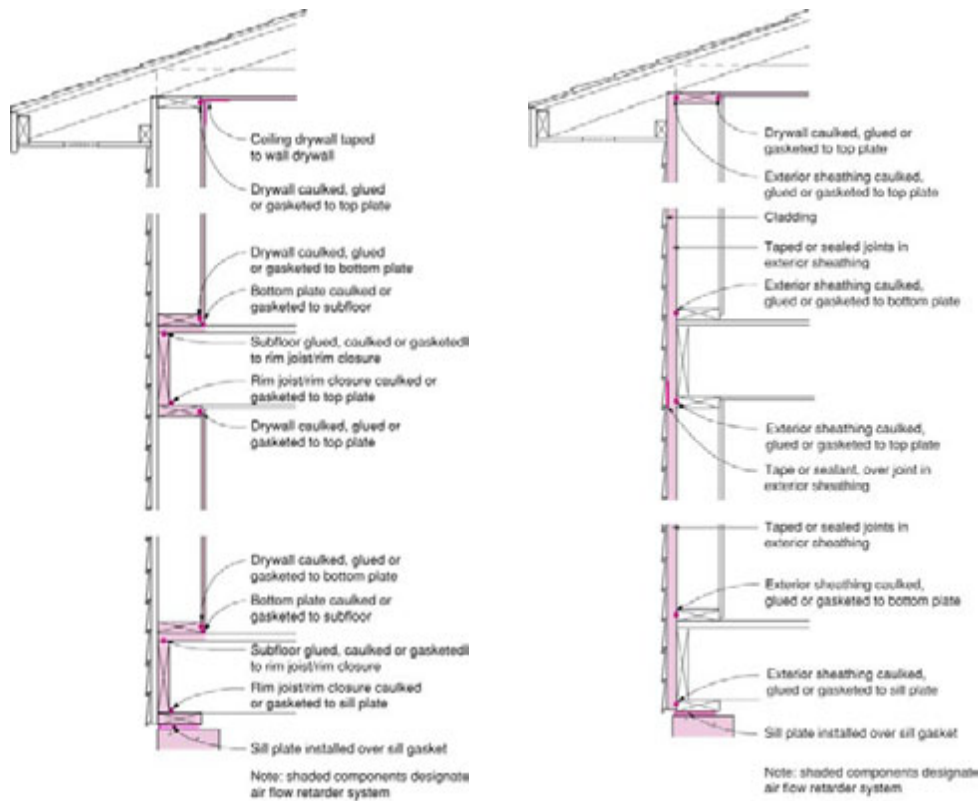 Ceiling drywall taped
to wall drywall
Drywall caulked, glued
or gasketed to top plate
Drywall caulked, glued
or gasketed to bottom plate
Bottom plate caulked or
gasketed to subfloor
Subfloor glued, caulked or gasketed
to rim joist/rim closure
Rim joist/rim closure caulked or
gasketed to top plate
Drywall caulked, glued or
gasketed to top plate
Drywall caulked, glued or
gasketed to bottom plate
Bottom plate caulked or
gasketed to subfloor
Subfloor glued, caulked or gasketed
to rim joist/rim closure
Rim joist/rim closure caulked
or gasketed to sill plate
Sill plate installed over sill gasket
Note: shaded components designate
air flow retarder system
Drywall caulked, glued or
gasketed to top plate
Exterior sheathing caulked,
glued or gasketed to top plate
Cladding
Taped or sealed joints in
exterior sheathing
Exterior sheathing caulked,
glued or gasketed to bottom plate
Exterior sheathing caulked,
glued or gasketed to top plate
Tape or sealant, over joint in
exterior sheathing
Taped or sealed joints in
exterior sheathing
Exterior sheathing caulked,
glued or gasketed to bottom plate
Exterior sheathing caulked,
glued or gasketed to sill plate
Sill plate installed over sill gasket
Note: shaded components designate
air flow retarder system